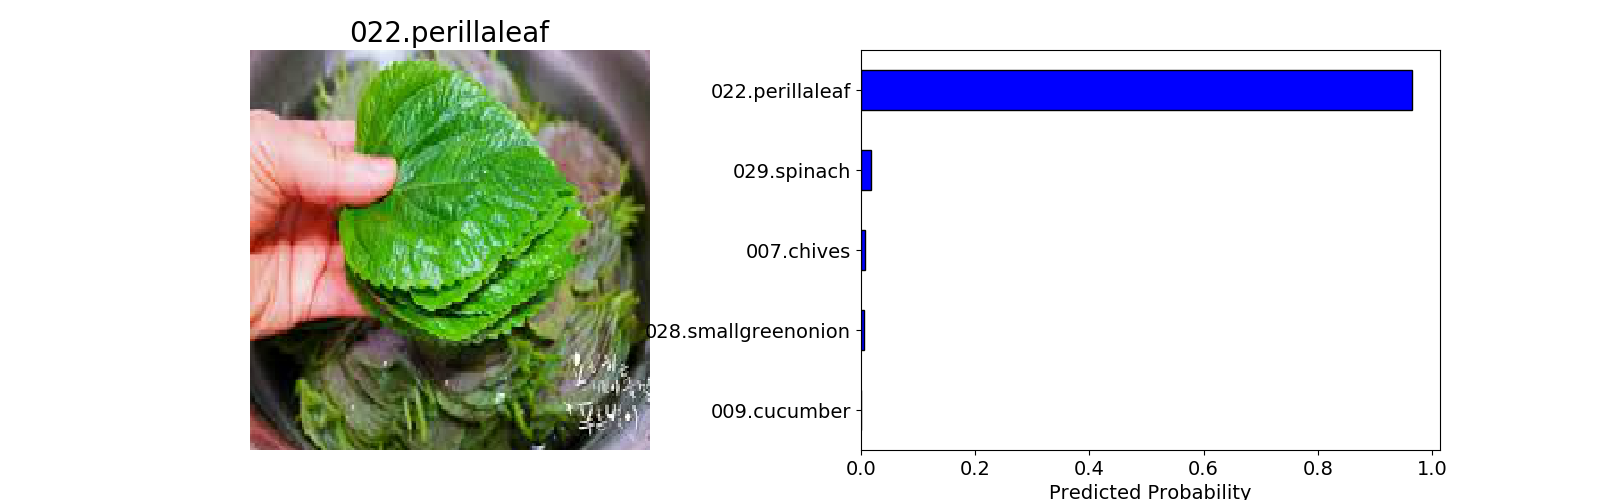 022.perillaleaf
022.perillaleaf
029.spinach
007.chives
028.smallgreenonion
009.cucumber
0.0 0.2 0.4 0.6 0.8 1.0
Predicted Probability